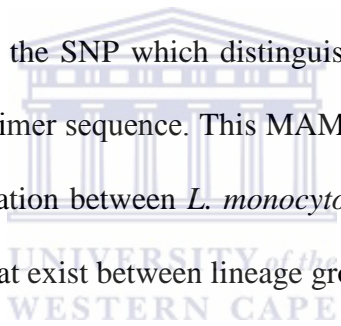 the SNP which distinguis
imer sequence. This MAM
ation between L. monocyto
UNIVERSITY of the
at exist between lineage gro
WESTERN CAPE